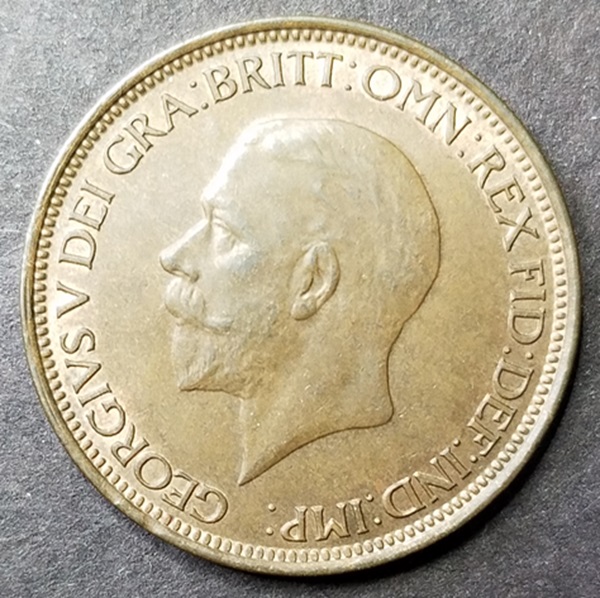 GEORGIVS V DEI GRA:BRITT:OMN:REX FID:DEF:IND:IMP: